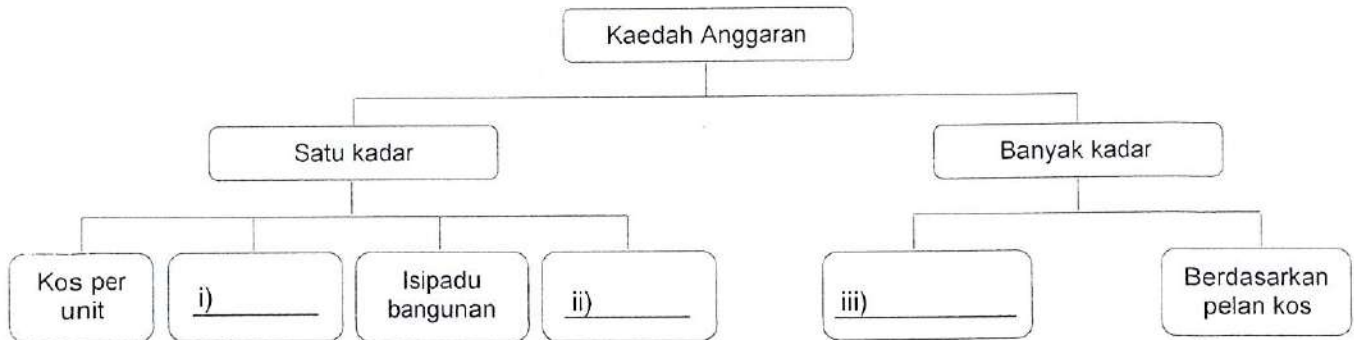 Kaedah Anggaran
Satu kadar
Banyak kadar
Kos per
unit
i)
Isipadu
bangunan
ii)
iii)
Berdasarkan
pelan kos